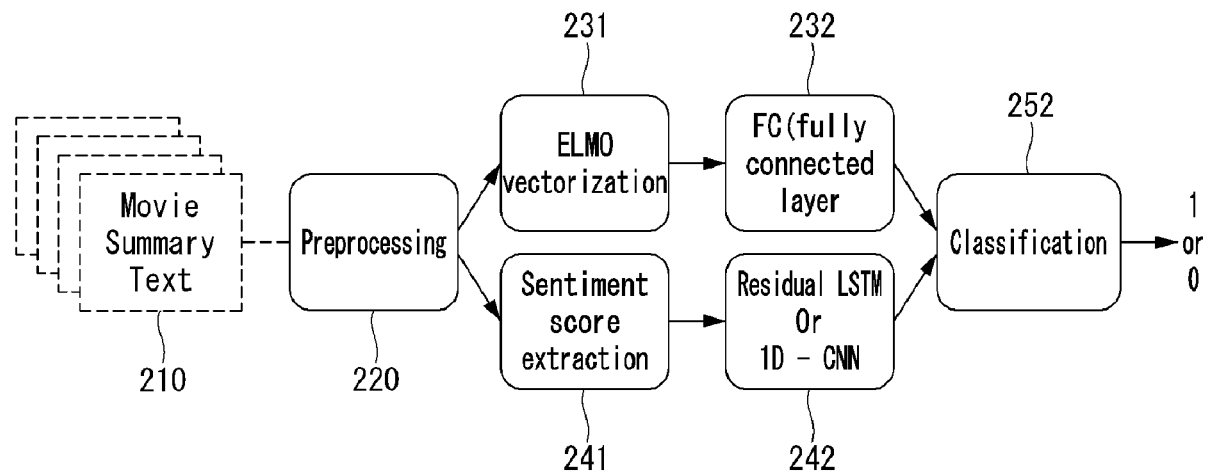 231
232
252
ELMO
vectorization
FC(fully
connected
layer
Movie
Summary
Text
Preprocessing
Classification
1
or
0
Sentiment
score
extraction
Residual LSTM
Or
1D - CNN
210
220
241
242